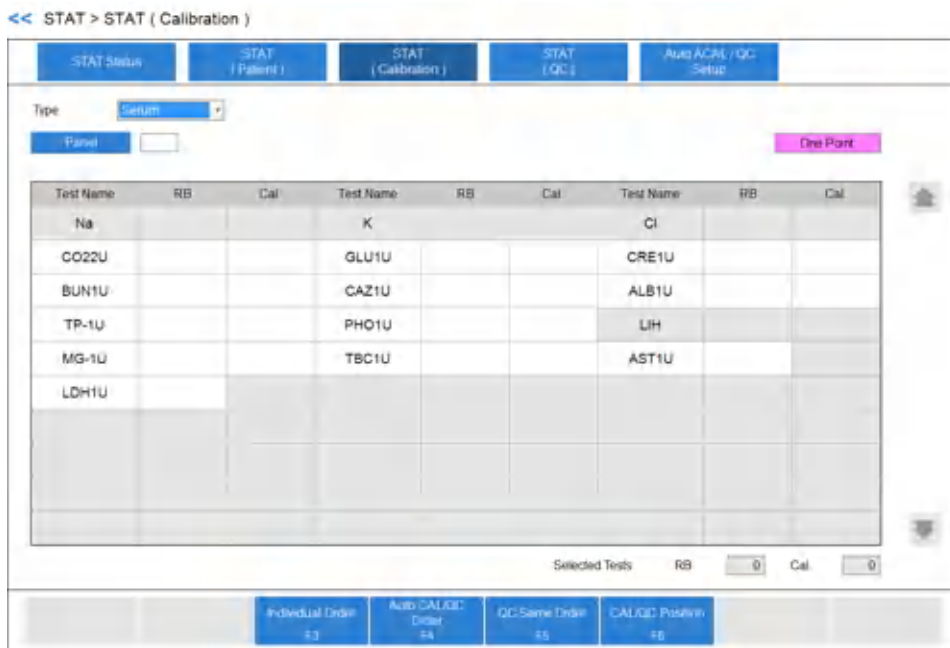 << STAT > STAT ( Calibration )
STAT Status
STAT
( Patient )
STAT
( Calibration )
STAT
( QC )
Auto ACAL / QC
Setup
Type Serum
Panel
One Point
Test Name RB Cal Test Name RB Cal Test Name RB Cal
Na K Cl
CO22U GLU1U CRE1U
BUN1U CAZ1U ALB1U
TP-1U PHO1U LIH
MG-1U TBC1U AST1U
LDH1U
Selected Tests RB 0 Cal. 0
Individual Order
F3
Auto CAL/QC
Order
F4
QC Same Order
F5
CAL/QC Position
F6